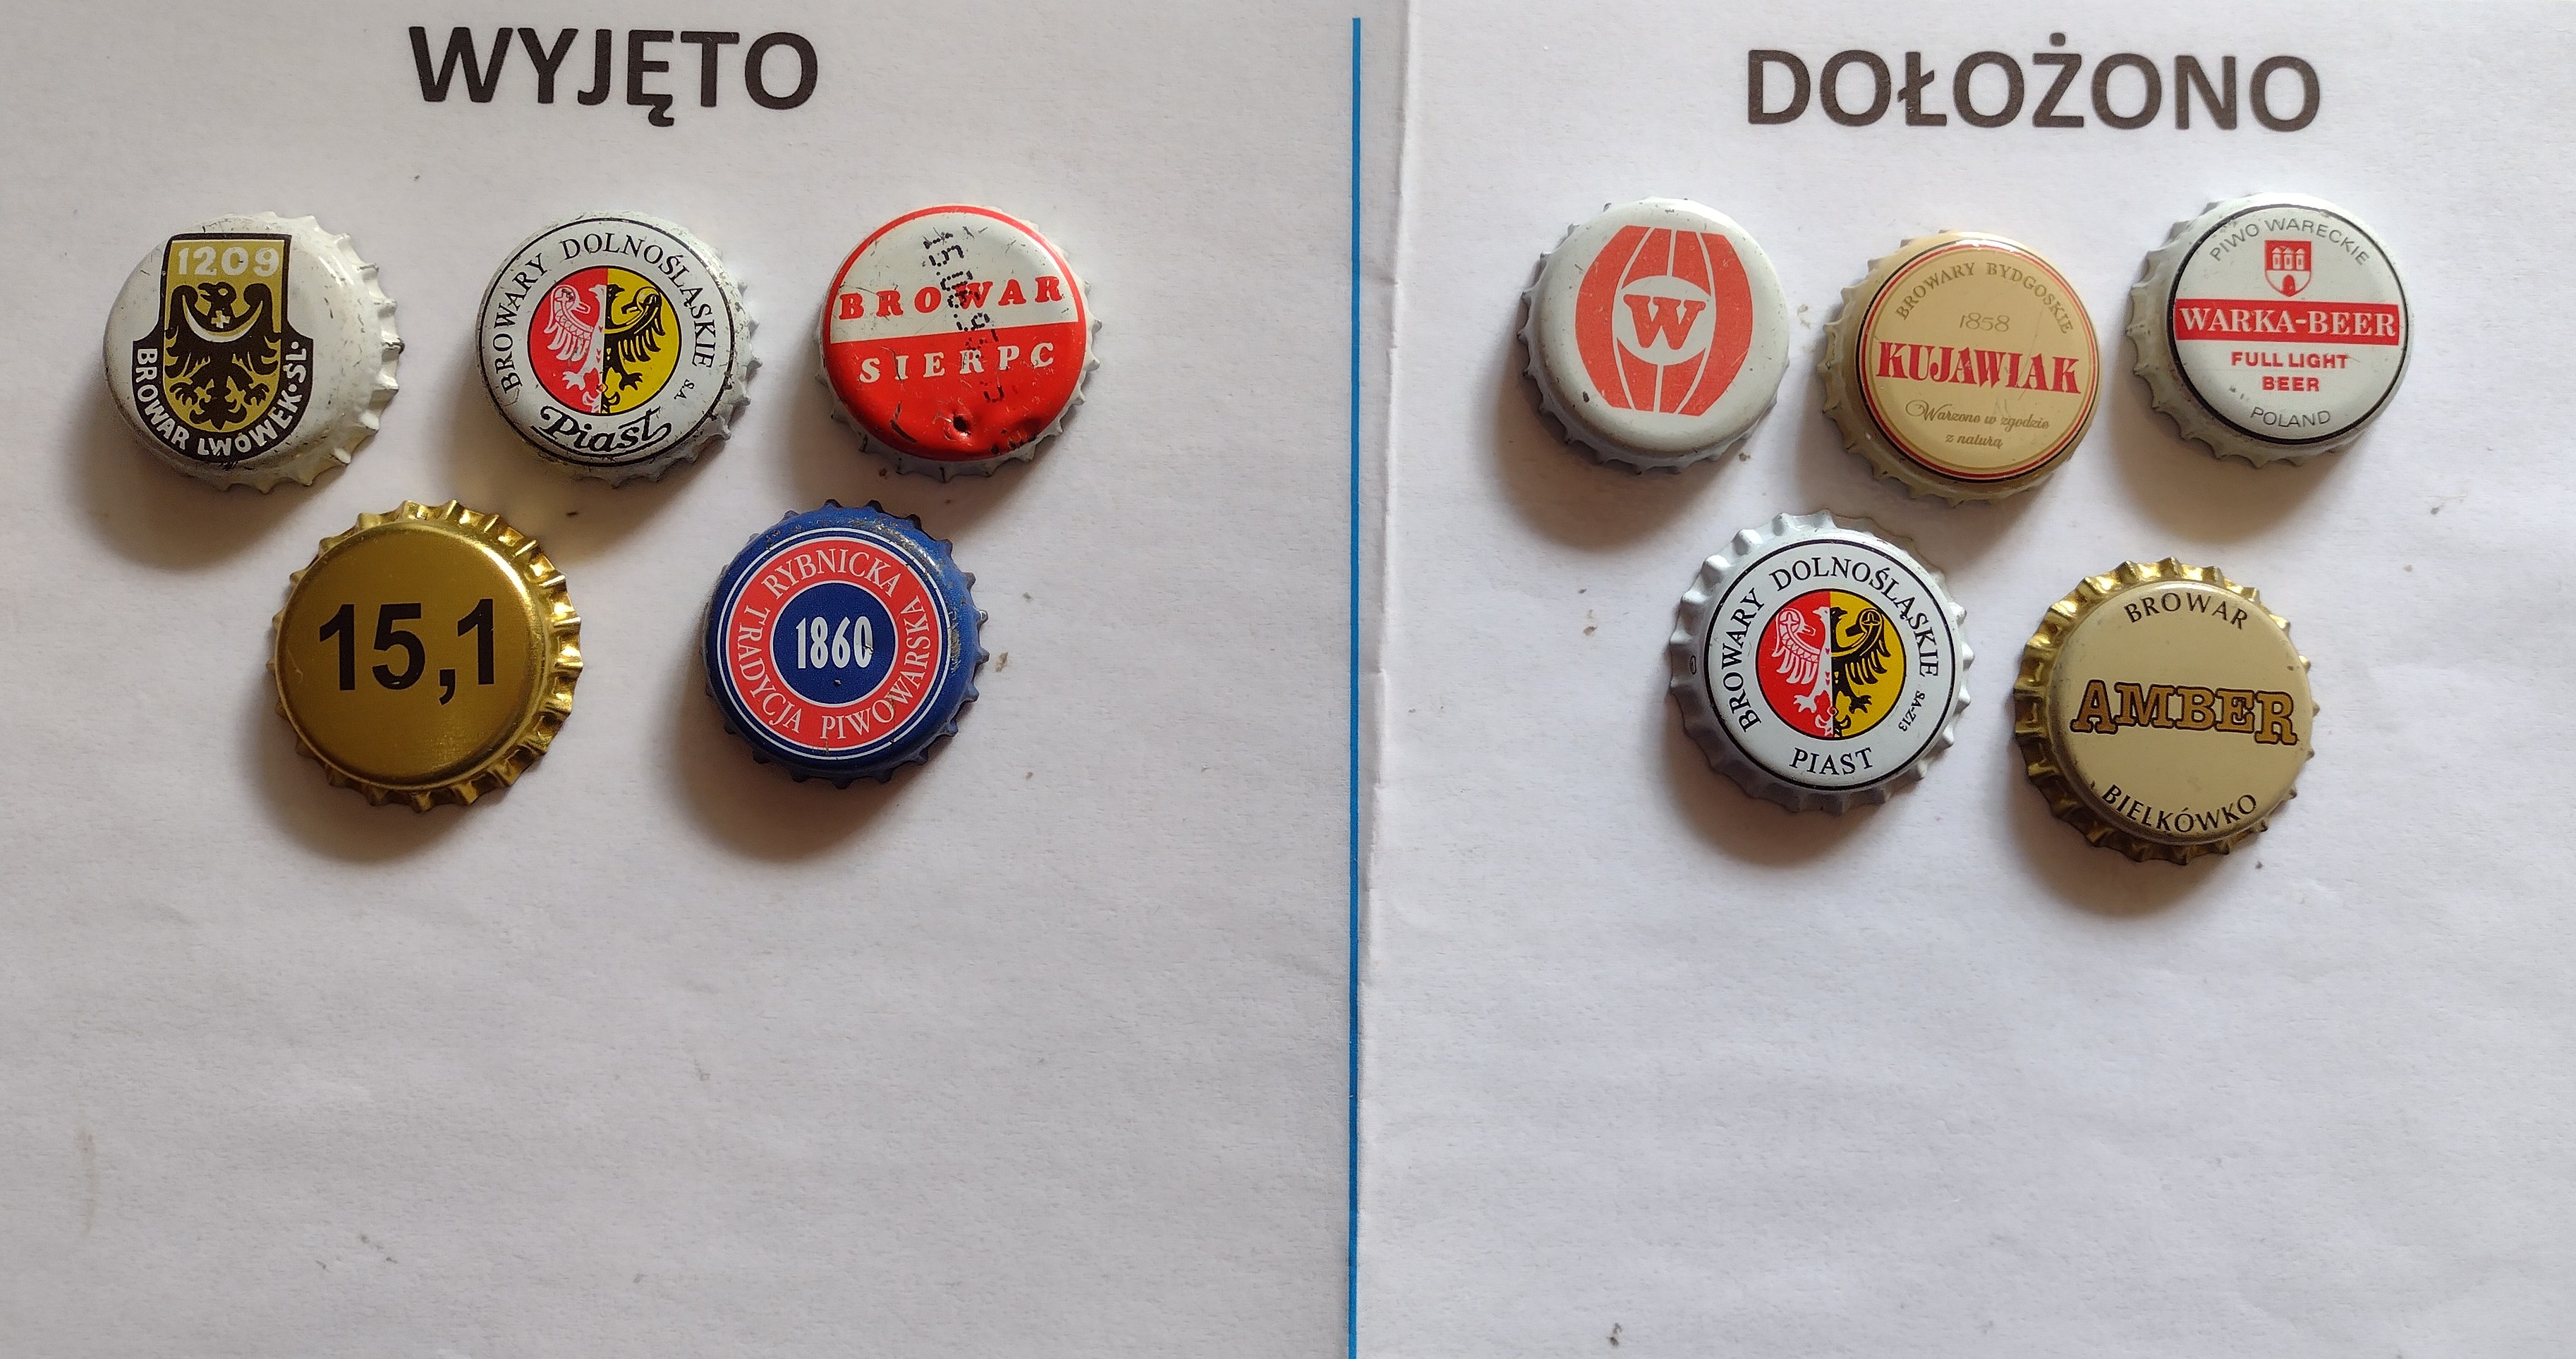 WYJĘTO
1209
BROWAR LWÓWEK•ŚL•
BROWARY DOLNOŚLĄSKIE S.A.
Piast
BROWAR
SIERPC
15,1
RYBNICKA TRADYCJA PIWOWARSKA
1860
DOŁOŻONO
W
BROWARY BYDGOSKIE
1858
KUJAWIAK
Warzone w zgodzie
z naturą
PIWO WARECKIE
WARKA-BEER
FULL LIGHT
BEER
POLAND
BROWARY DOLNOŚLĄSKIE SA-Z13
PIAST
BROWAR
AMBER
BIELKÓWKO